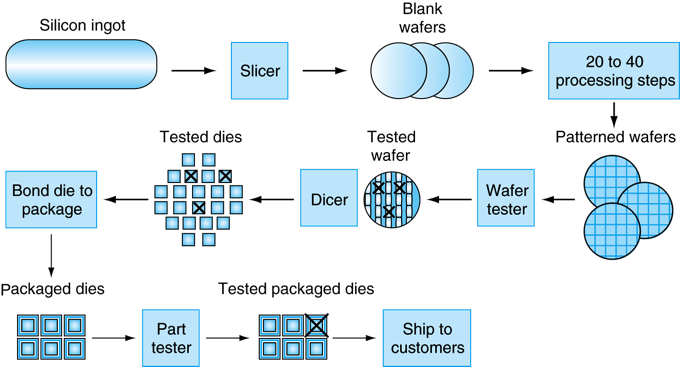 Silicon ingot
Slicer
Blank
wafers
20 to 40
processing steps
Patterned wafers
Wafer
tester
Tested
wafer
Dicer
Tested dies
Bond die to
package
Packaged dies
Part
tester
Tested packaged dies
Ship to
customers